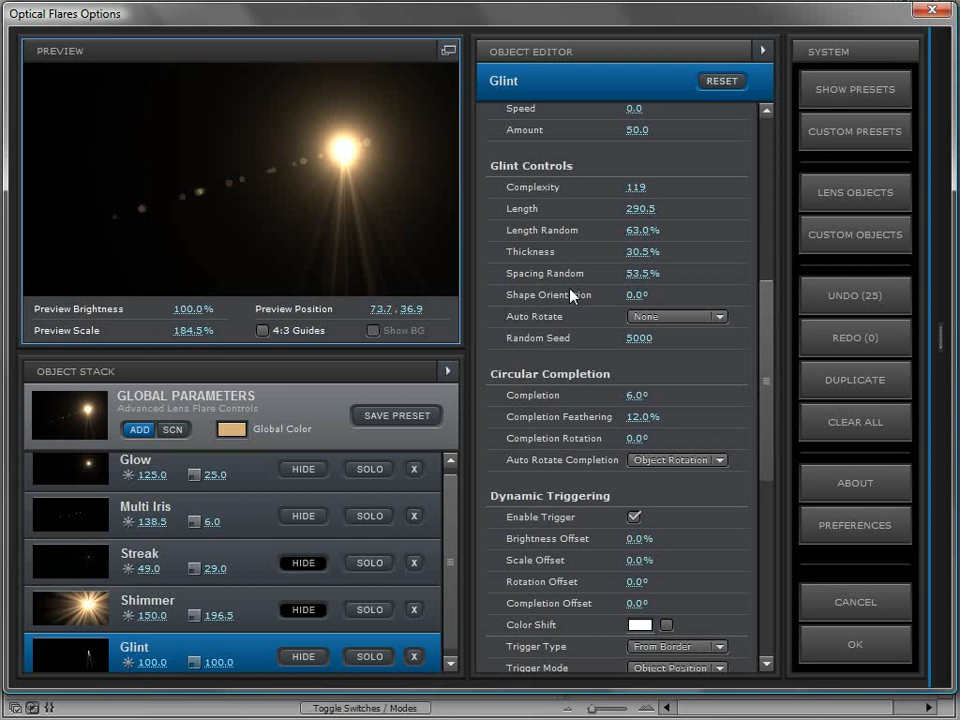 Optical Flares Options
PREVIEW
Preview Brightness 100.0% Preview Position 73.7, 36.9
Preview Scale 184.5% 4:3 Guides Show BG
OBJECT STACK
GLOBAL PARAMETERS
Advanced Lens Flare Controls
SAVE PRESET
ADD SCN Global Color
Glow
125.0 25.0 HIDE SOLO X
Multi Iris
138.5 6.0 HIDE SOLO X
Streak
49.0 29.0 HIDE SOLO X
Shimmer
150.0 196.5 HIDE SOLO X
Glint
100.0 100.0 HIDE SOLO X
OBJECT EDITOR
Glint RESET
Speed 0.0
Amount 50.0
Glint Controls
Complexity 119
Length 290.5
Length Random 63.0%
Thickness 30.5%
Spacing Random 53.5%
Shape Orientation 0.0°
Auto Rotate None
Random Seed 5000
Circular Completion
Completion 6.0°
Completion Feathering 12.0%
Completion Rotation 0.0°
Auto Rotate Completion Object Rotation
Dynamic Triggering
Enable Trigger
Brightness Offset 0.0%
Scale Offset 0.0%
Rotation Offset 0.0°
Completion Offset 0.0°
Color Shift
Trigger Type From Border
Trigger Mode Object Position
SYSTEM
SHOW PRESETS
CUSTOM PRESETS
LENS OBJECTS
CUSTOM OBJECTS
UNDO (25)
REDO (0)
DUPLICATE
CLEAR ALL
ABOUT
PREFERENCES
CANCEL
OK
Toggle Switches / Modes